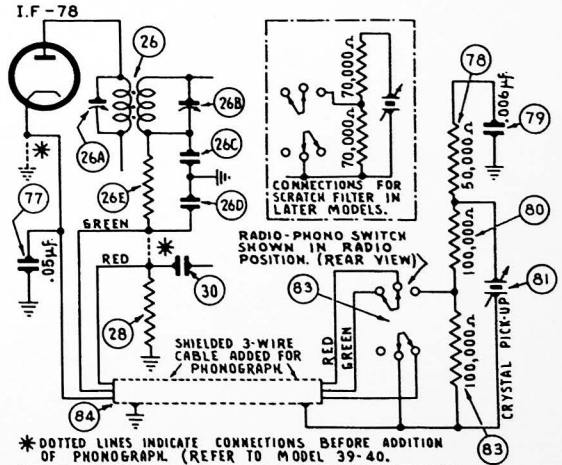 I.F-78
26
26A
26B
26C
26E
26D
77
.05µF.
GREEN
RED
30
28
70,000Ω
70,000Ω
CONNECTIONS FOR
SCRATCH FILTER IN
LATER MODELS.
78
.006µF.
79
50,000Ω
80
100,000Ω
81
CRYSTAL PICK-UP
100,000Ω
83
RADIO-PHONO SWITCH
SHOWN IN RADIO
POSITION. (REAR VIEW)
83
RED
GREEN
SHIELDED 3-WIRE
CABLE ADDED FOR
PHONOGRAPH
84
* DOTTED LINES INDICATE CONNECTIONS BEFORE ADDITION
OF PHONOGRAPH. (REFER TO MODEL 39-40.